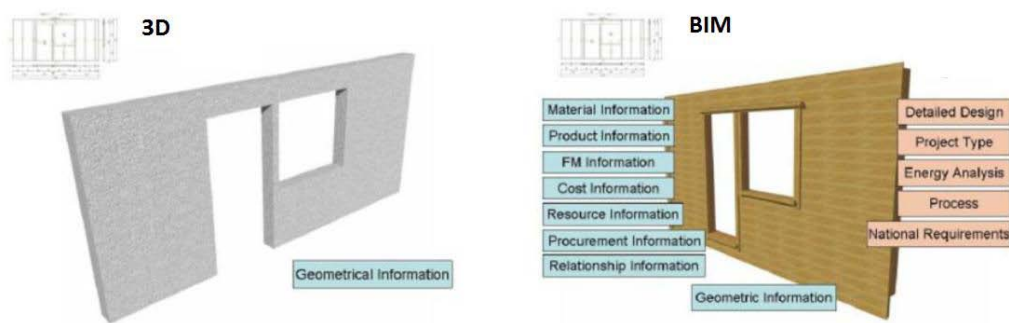 3D
Geometrical Information
BIM
Material Information
Product Information
FM Information
Cost Information
Resource Information
Procurement Information
Relationship Information
Geometric Information
Detailed Design
Project Type
Energy Analysis
Process
National Requirements